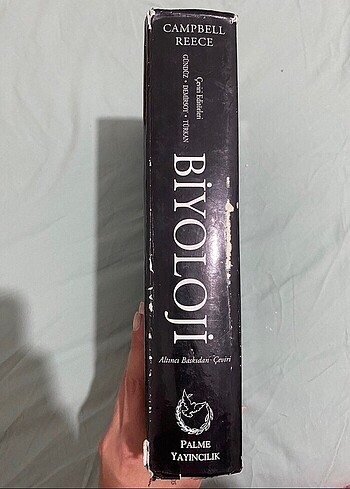 CAMPBELL
REECE
Çeviri Editörleri
GÜNDÜZ • DEMİRSOY • TÜRKAN
BİYOLOJİ
Altıncı Baskıdan Çeviri
PALME
YAYINCILIK